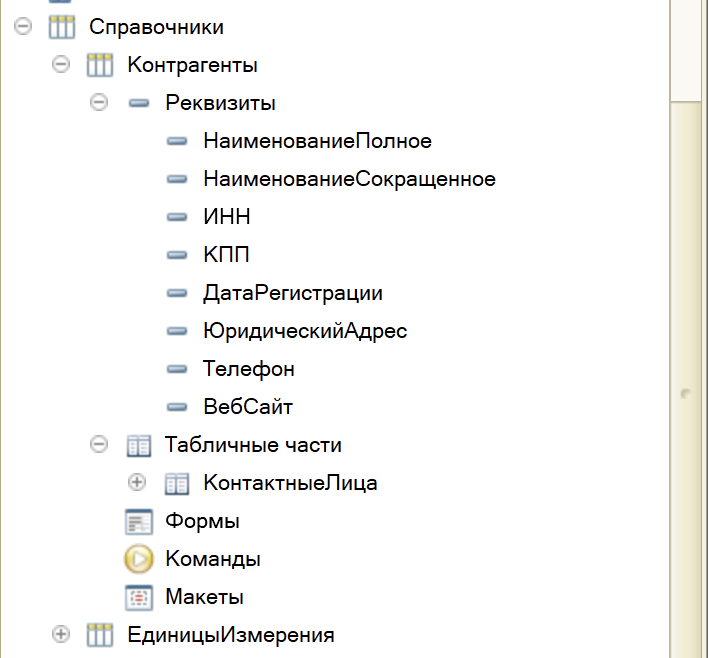 Справочники
Контрагенты
Реквизиты
НаименованиеПолное
НаименованиеСокращенное
ИНН
КПП
ДатаРегистрации
ЮридическийАдрес
Телефон
ВебСайт
Табличные части
КонтактныеЛица
Формы
Команды
Макеты
ЕдиницыИзмерения